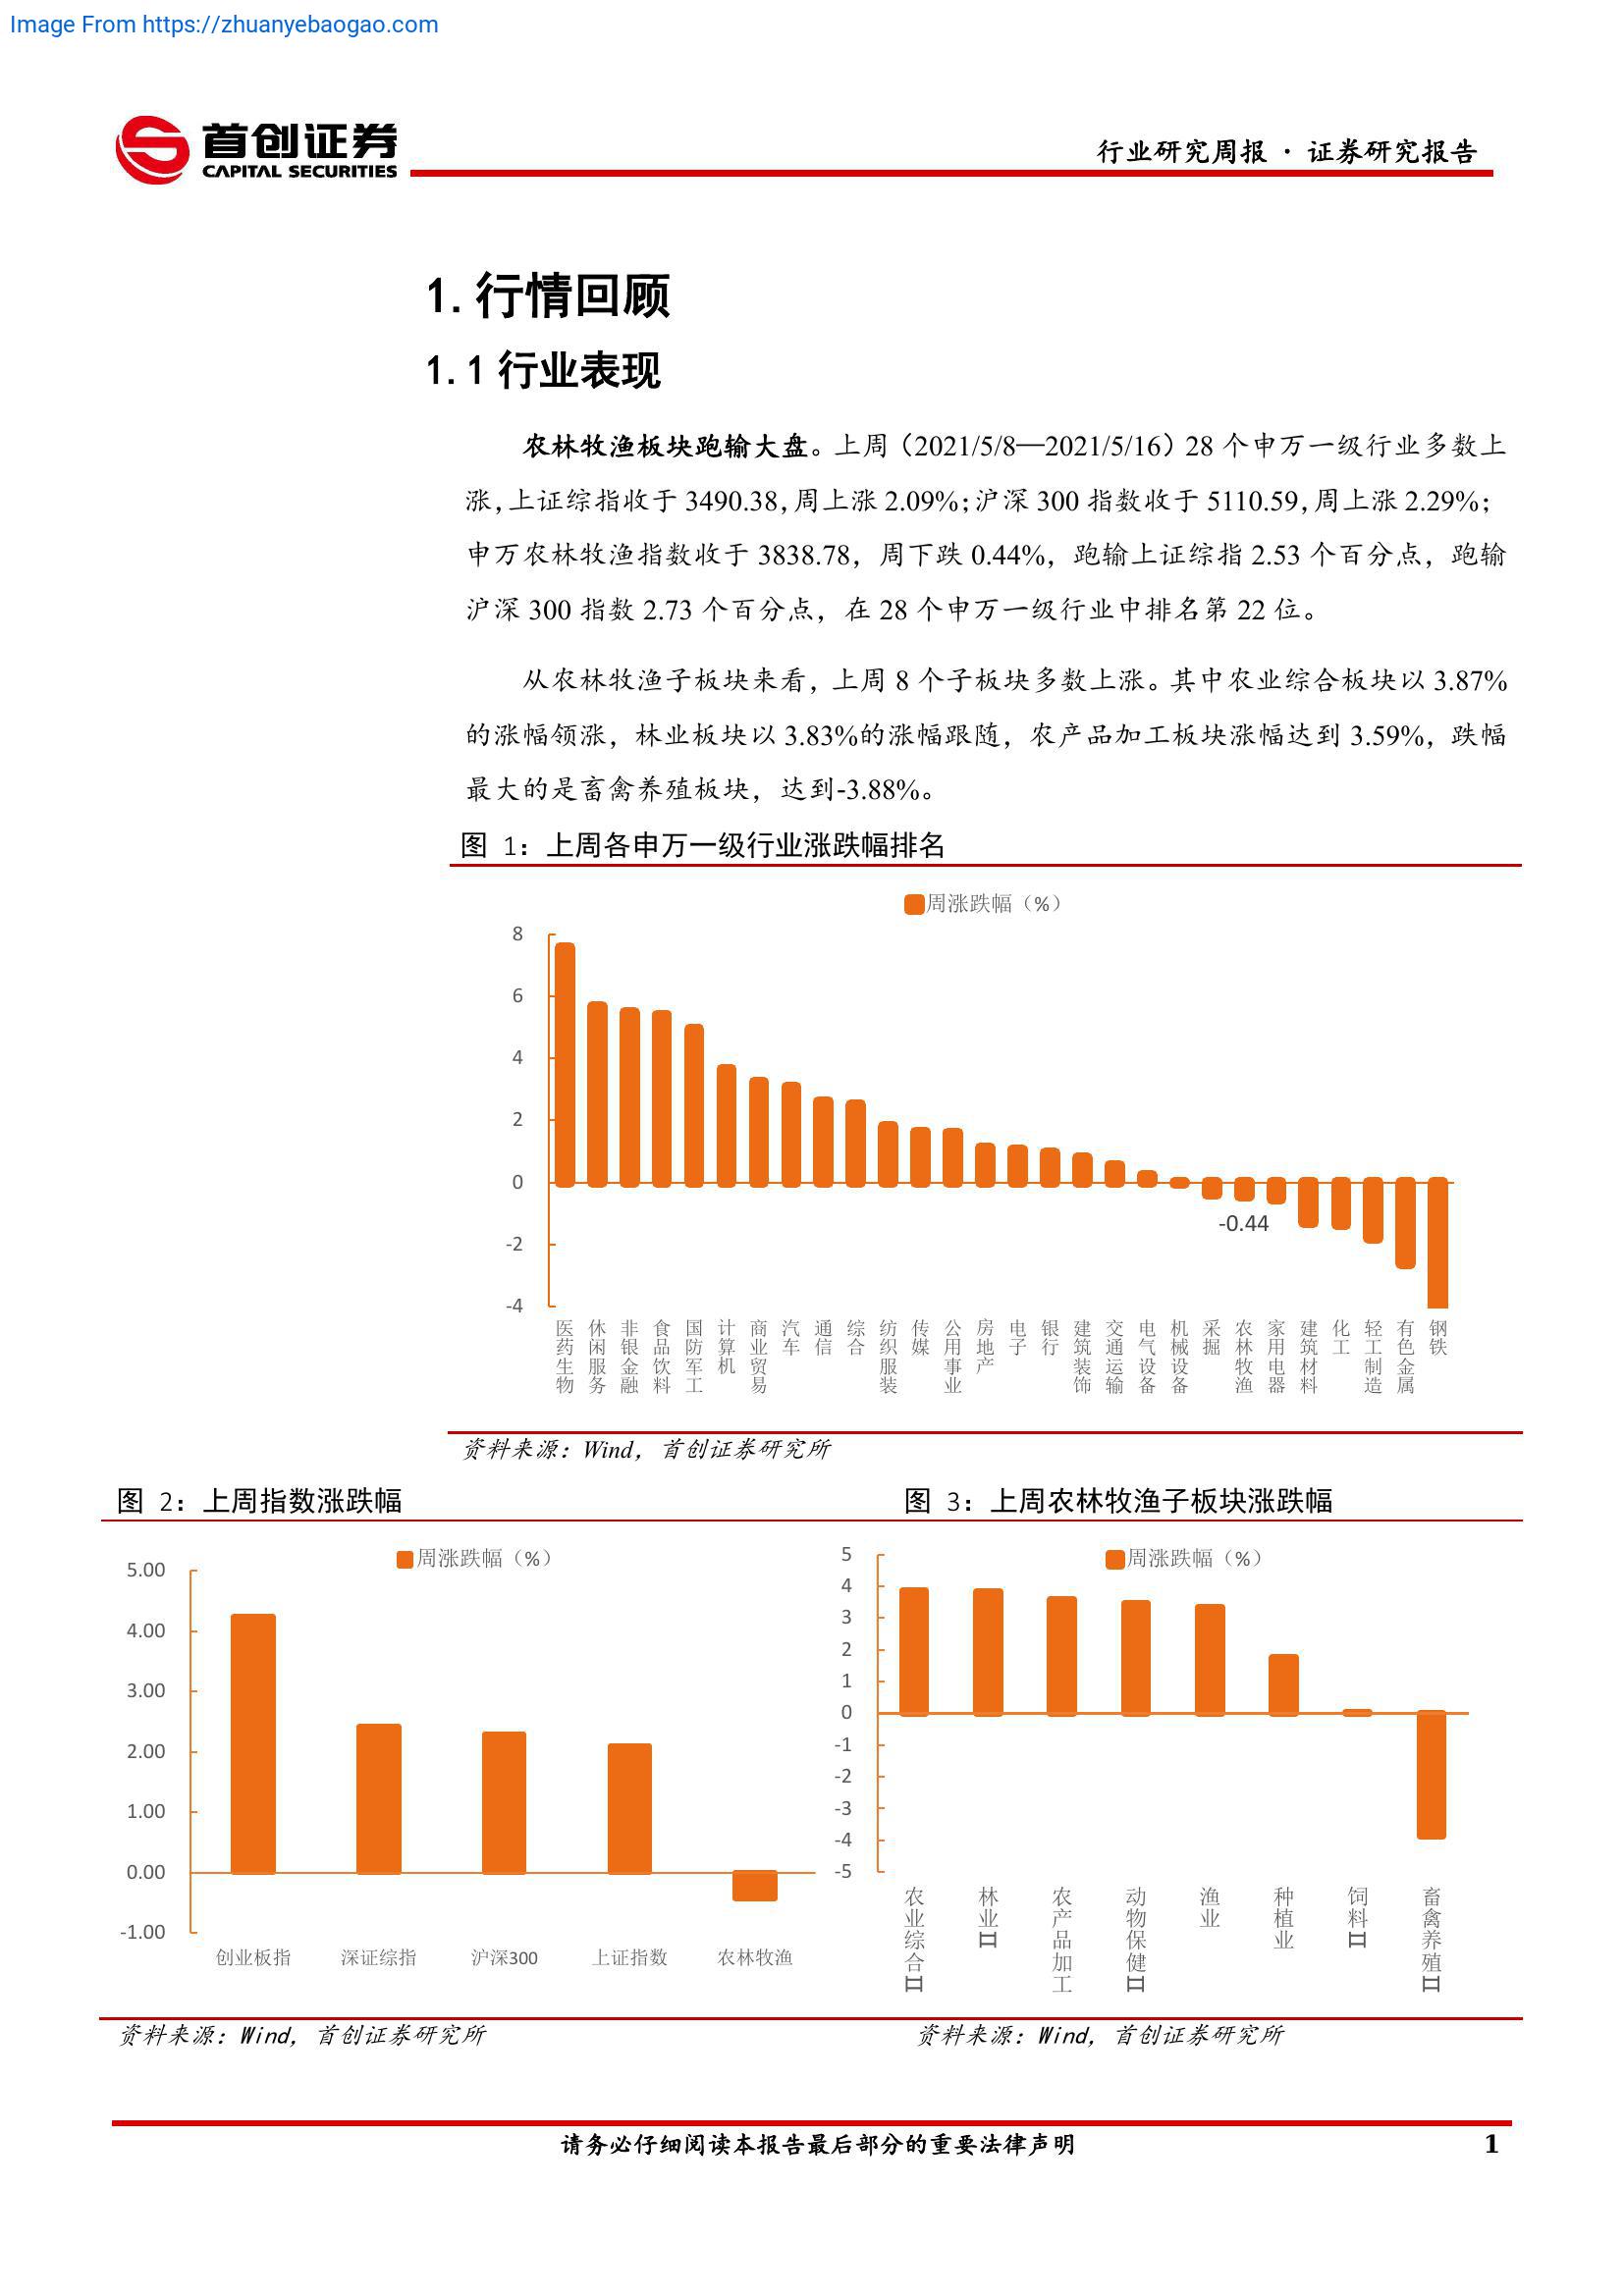 Image From https://zhuanyebaogao.com
首创证券
CAPITAL SECURITIES
行业研究周报 · 证券研究报告
1.行情回顾
1.1 行业表现
农林牧渔板块跑输大盘。上周（2021/5/8—2021/5/16）28 个申万一级行业多数上
涨，上证综指收于 3490.38，周上涨 2.09%；沪深 300 指数收于 5110.59，周上涨 2.29%；
申万农林牧渔指数收于 3838.78，周下跌 0.44%，跑输上证综指 2.53 个百分点，跑输
沪深 300 指数 2.73 个百分点，在 28 个申万一级行业中排名第 22 位。
从农林牧渔子板块来看，上周 8 个子板块多数上涨。其中农业综合板块以 3.87%
的涨幅领涨，林业板块以 3.83%的涨幅跟随，农产品加工板块涨幅达到 3.59%，跌幅
最大的是畜禽养殖板块，达到-3.88%。
图 1：上周各申万一级行业涨跌幅排名
周涨跌幅（%）
8
6
4
2
0
-2
-4
-0.44
医药生物
休闲服务
非银金融
食品饮料
国防军工
计算机
商业贸易
汽车
通信
综合
纺织服装
传媒
公用事业
房地产
电子
银行
建筑装饰
交通运输
电气设备
机械设备
采掘
农林牧渔
家用电器
建筑材料
化工
轻工制造
有色金属
钢铁
资料来源：Wind，首创证券研究所
图 2：上周指数涨跌幅
周涨跌幅（%）
5.00
4.00
3.00
2.00
1.00
0.00
-1.00
创业板指
深证综指
沪深300
上证指数
农林牧渔
资料来源：Wind，首创证券研究所
图 3：上周农林牧渔子板块涨跌幅
周涨跌幅（%）
5
4
3
2
1
0
-1
-2
-3
-4
-5
农业综合Ⅱ
林业Ⅱ
农产品加工
动物保健Ⅱ
渔业
种植业
饲料Ⅱ
畜禽养殖Ⅱ
资料来源：Wind，首创证券研究所
请务必仔细阅读本报告最后部分的重要法律声明
1